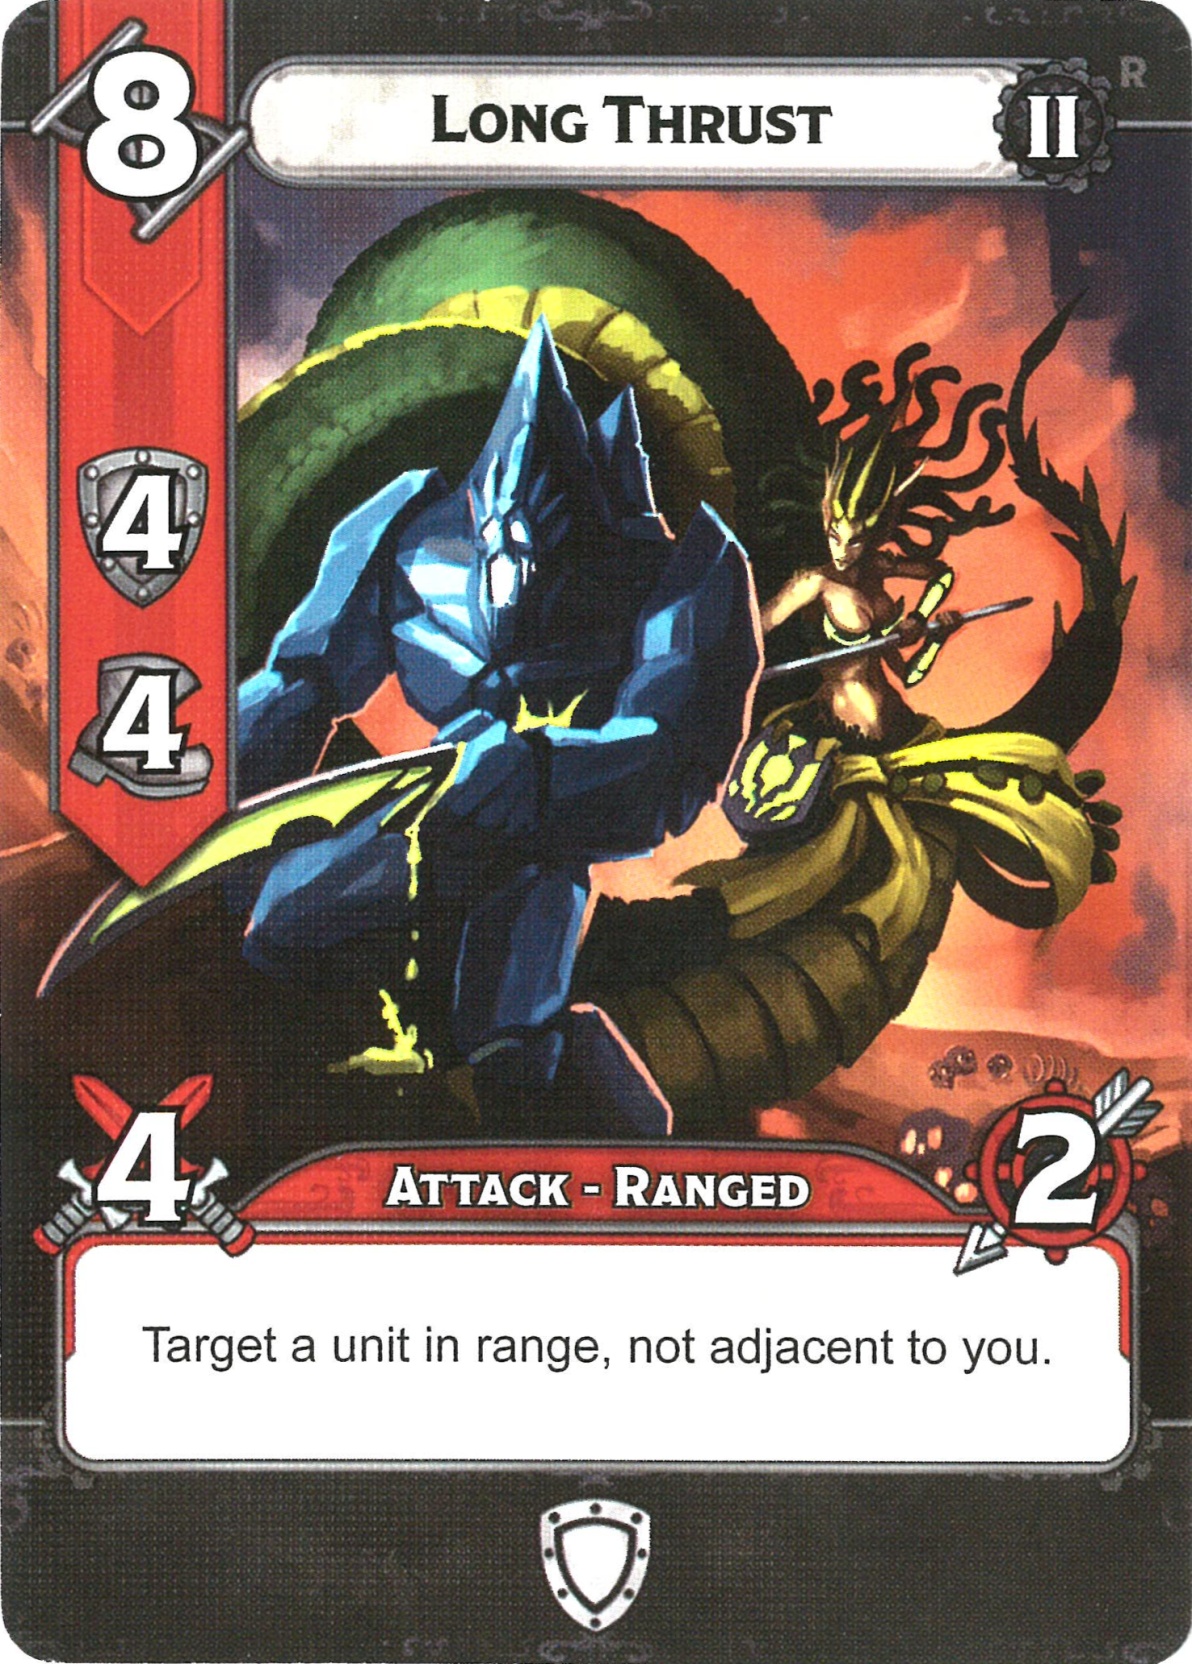 8
LONG THRUST
II
R
4
4
4
ATTACK - RANGED
2
Target a unit in range, not adjacent to you.